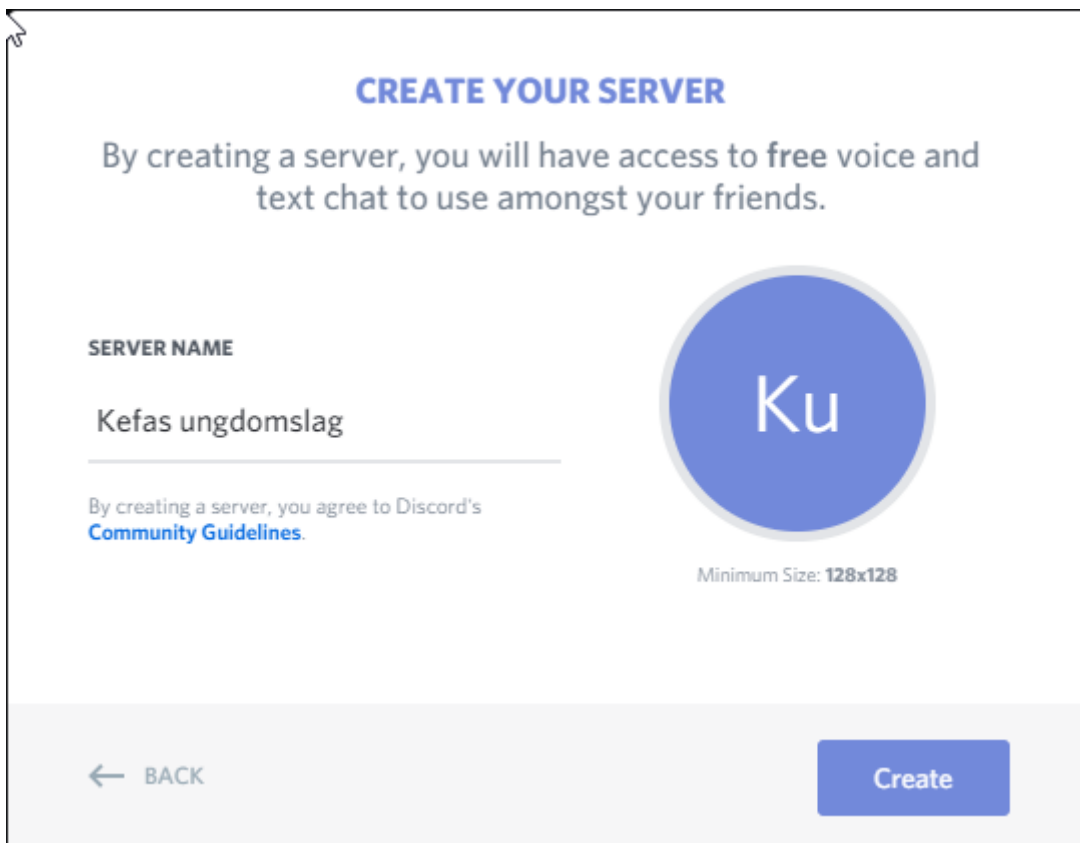 CREATE YOUR SERVER
By creating a server, you will have access to free voice and
text chat to use amongst your friends.
SERVER NAME
Kefas ungdomslag
By creating a server, you agree to Discord's
Community Guidelines.
Ku
Minimum Size: 128x128
BACK
Create